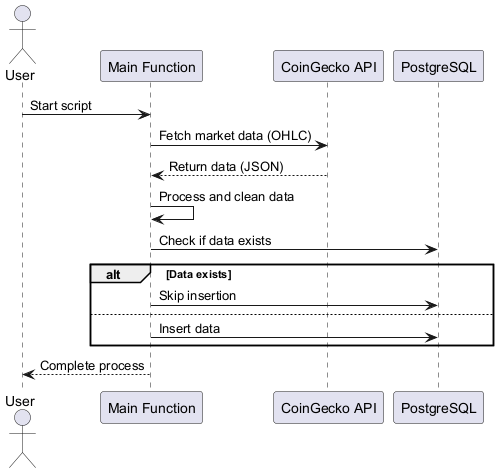 User
Main Function
CoinGecko API
PostgreSQL
Start script
Fetch market data (OHLC)
Return data (JSON)
Process and clean data
Check if data exists
alt
[Data exists]
Skip insertion
Insert data
Complete process
User
Main Function
CoinGecko API
PostgreSQL